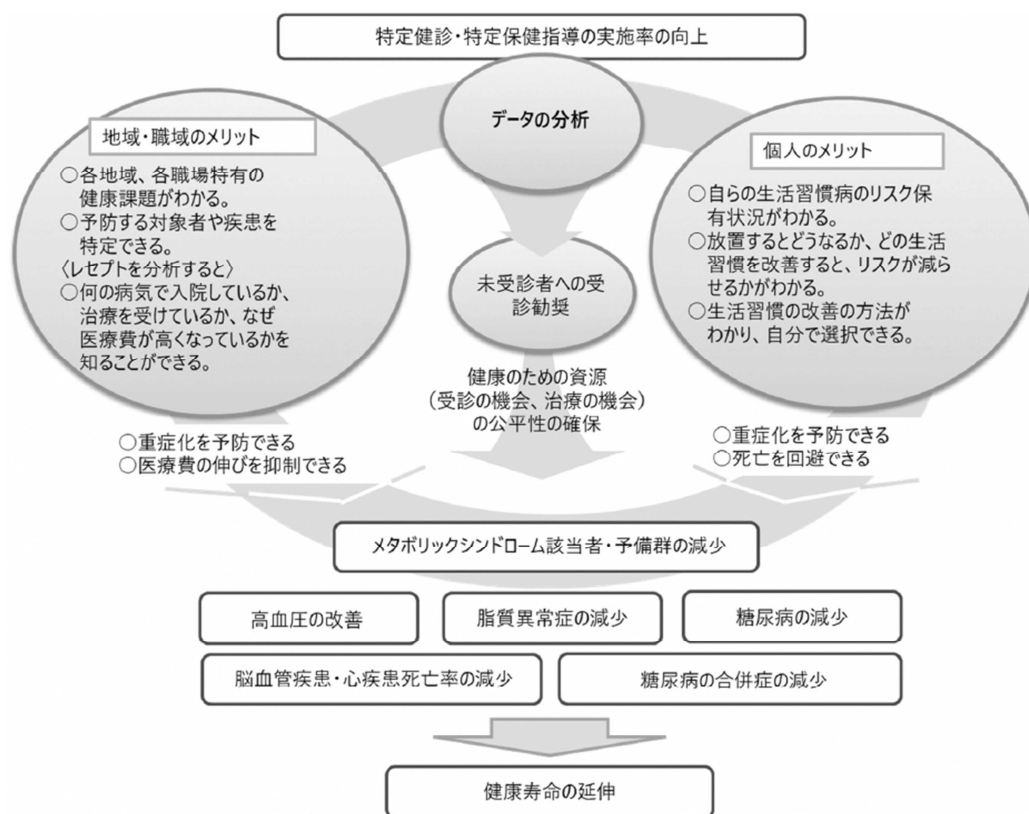 特定健診・特定保健指導の実施率の向上
データの分析
地域・職域のメリット
○各地域、各職場特有の
健康課題がわかる。
○予防する対象者や疾患を
特定できる。
〈レセプトを分析すると〉
○何の病気で入院しているか、
治療を受けているか、なぜ
医療費が高くなっているかを
知ることができる。
個人のメリット
○自らの生活習慣病のリスク保
有状況がわかる。
○放置するとどうなるか、どの生活
習慣を改善すると、リスクが減ら
せるかがわかる。
○生活習慣の改善の方法が
わかり、自分で選択できる。
未受診者への受
診勧奨
健康のための資源
（受診の機会、治療の機会）
の公平性の確保
○重症化を予防できる
○医療費の伸びを抑制できる
○重症化を予防できる
○死亡を回避できる
メタボリックシンドローム該当者・予備群の減少
高血圧の改善
脂質異常症の減少
糖尿病の減少
脳血管疾患・心疾患死亡率の減少
糖尿病の合併症の減少
健康寿命の延伸